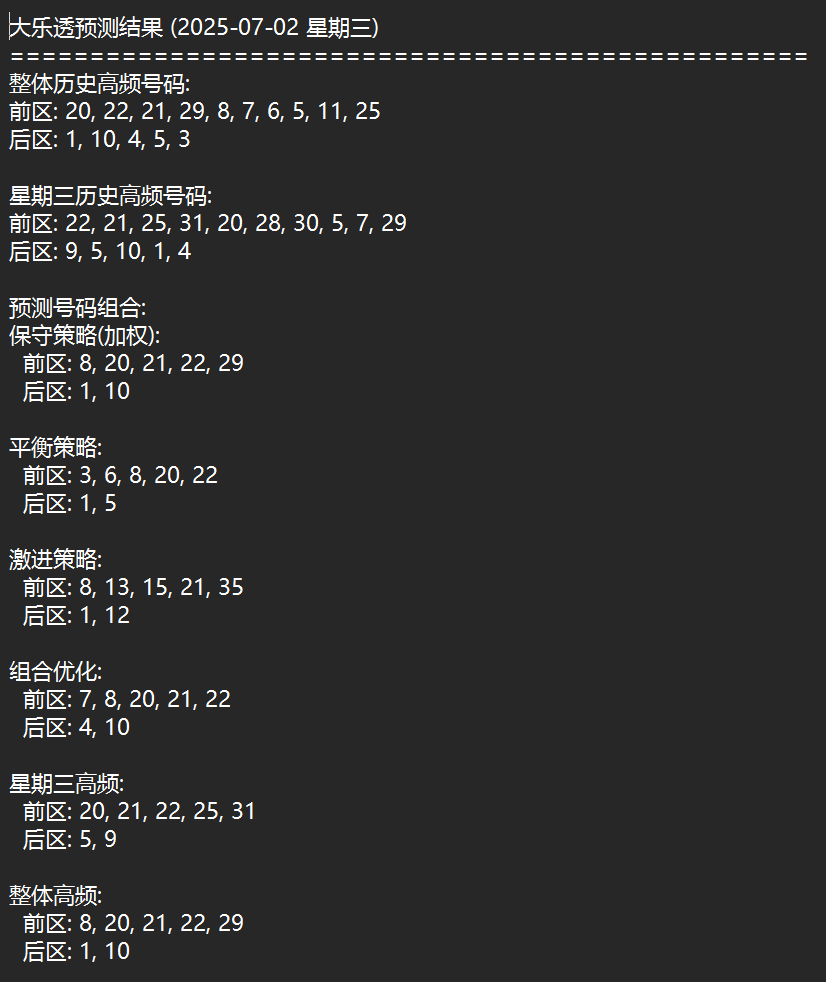 大乐透预测结果 (2025-07-02 星期三)
==================================================
整体历史高频号码:
前区: 20, 22, 21, 29, 8, 7, 6, 5, 11, 25
后区: 1, 10, 4, 5, 3
星期三历史高频号码:
前区: 22, 21, 25, 31, 20, 28, 30, 5, 7, 29
后区: 9, 5, 10, 1, 4
预测号码组合:
保守策略(加权):
前区: 8, 20, 21, 22, 29
后区: 1, 10
平衡策略:
前区: 3, 6, 8, 20, 22
后区: 1, 5
激进策略:
前区: 8, 13, 15, 21, 35
后区: 1, 12
组合优化:
前区: 7, 8, 20, 21, 22
后区: 4, 10
星期三高频:
前区: 20, 21, 22, 25, 31
后区: 5, 9
整体高频:
前区: 8, 20, 21, 22, 29
后区: 1, 10